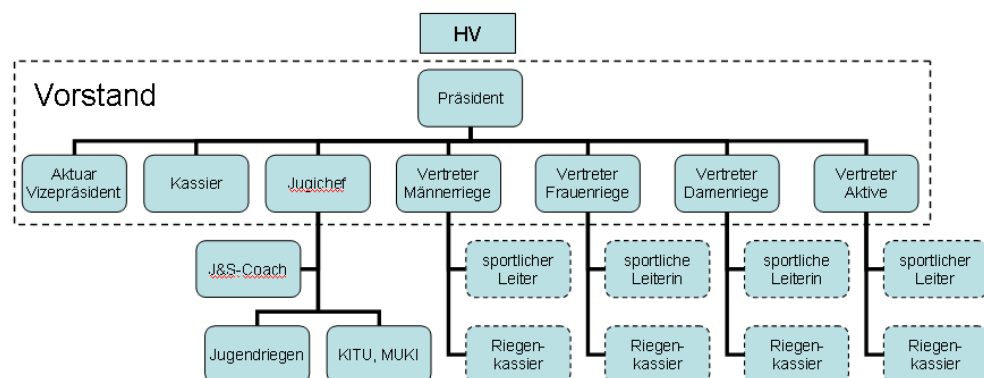 HV
Vorstand
Präsident
Aktuar
Vizepräsident
Kassier
Jugichef
Vertreter
Männerriege
Vertreter
Frauenriege
Vertreter
Damenriege
Vertreter
Aktive
J&S-Coach
sportlicher
Leiter
sportliche
Leiterin
sportliche
Leiterin
sportlicher
Leiter
Jugendriegen
KITU, MUKI
Riegen-
kassier
Riegen-
kassier
Riegen-
kassier
Riegen-
kassier